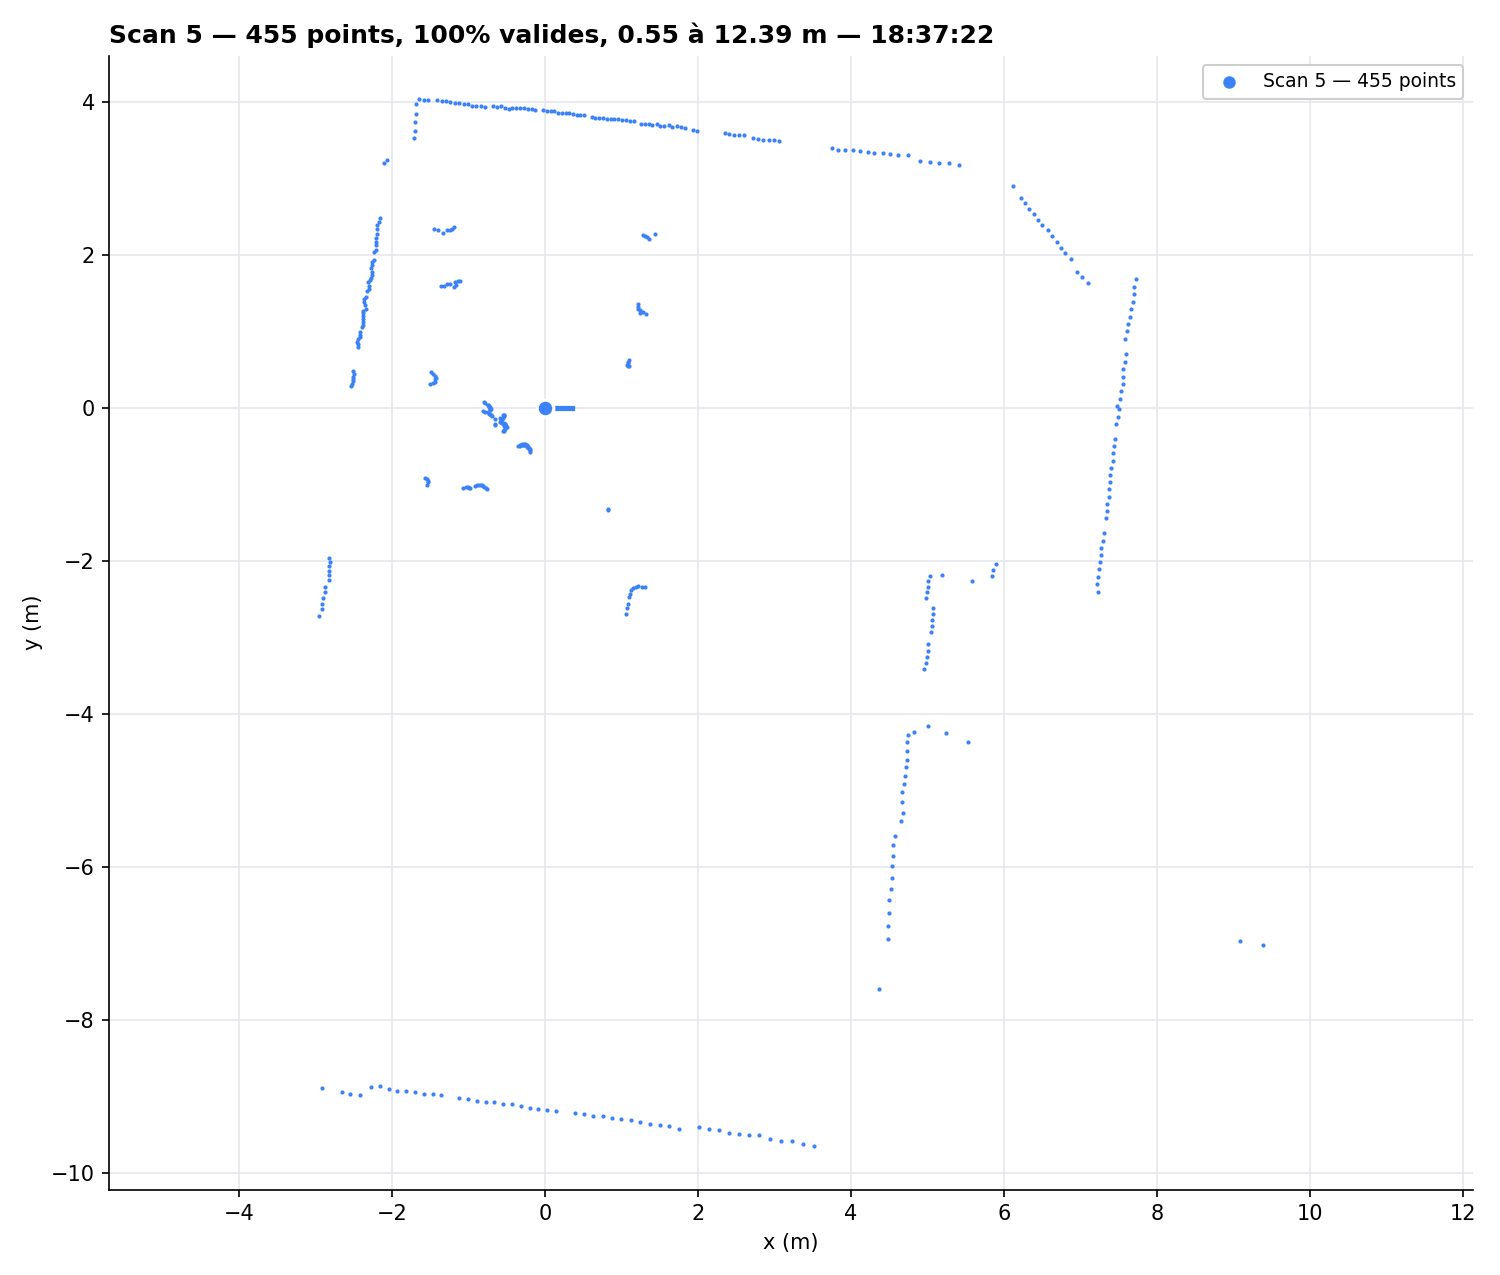 Scan 5 — 455 points, 100% valides, 0.55 à 12.39 m — 18:37:22
Scan 5 — 455 points
4
2
0
−2
−4
−6
−8
−10
y (m)
−4 −2 0 2 4 6 8 10 12
x (m)